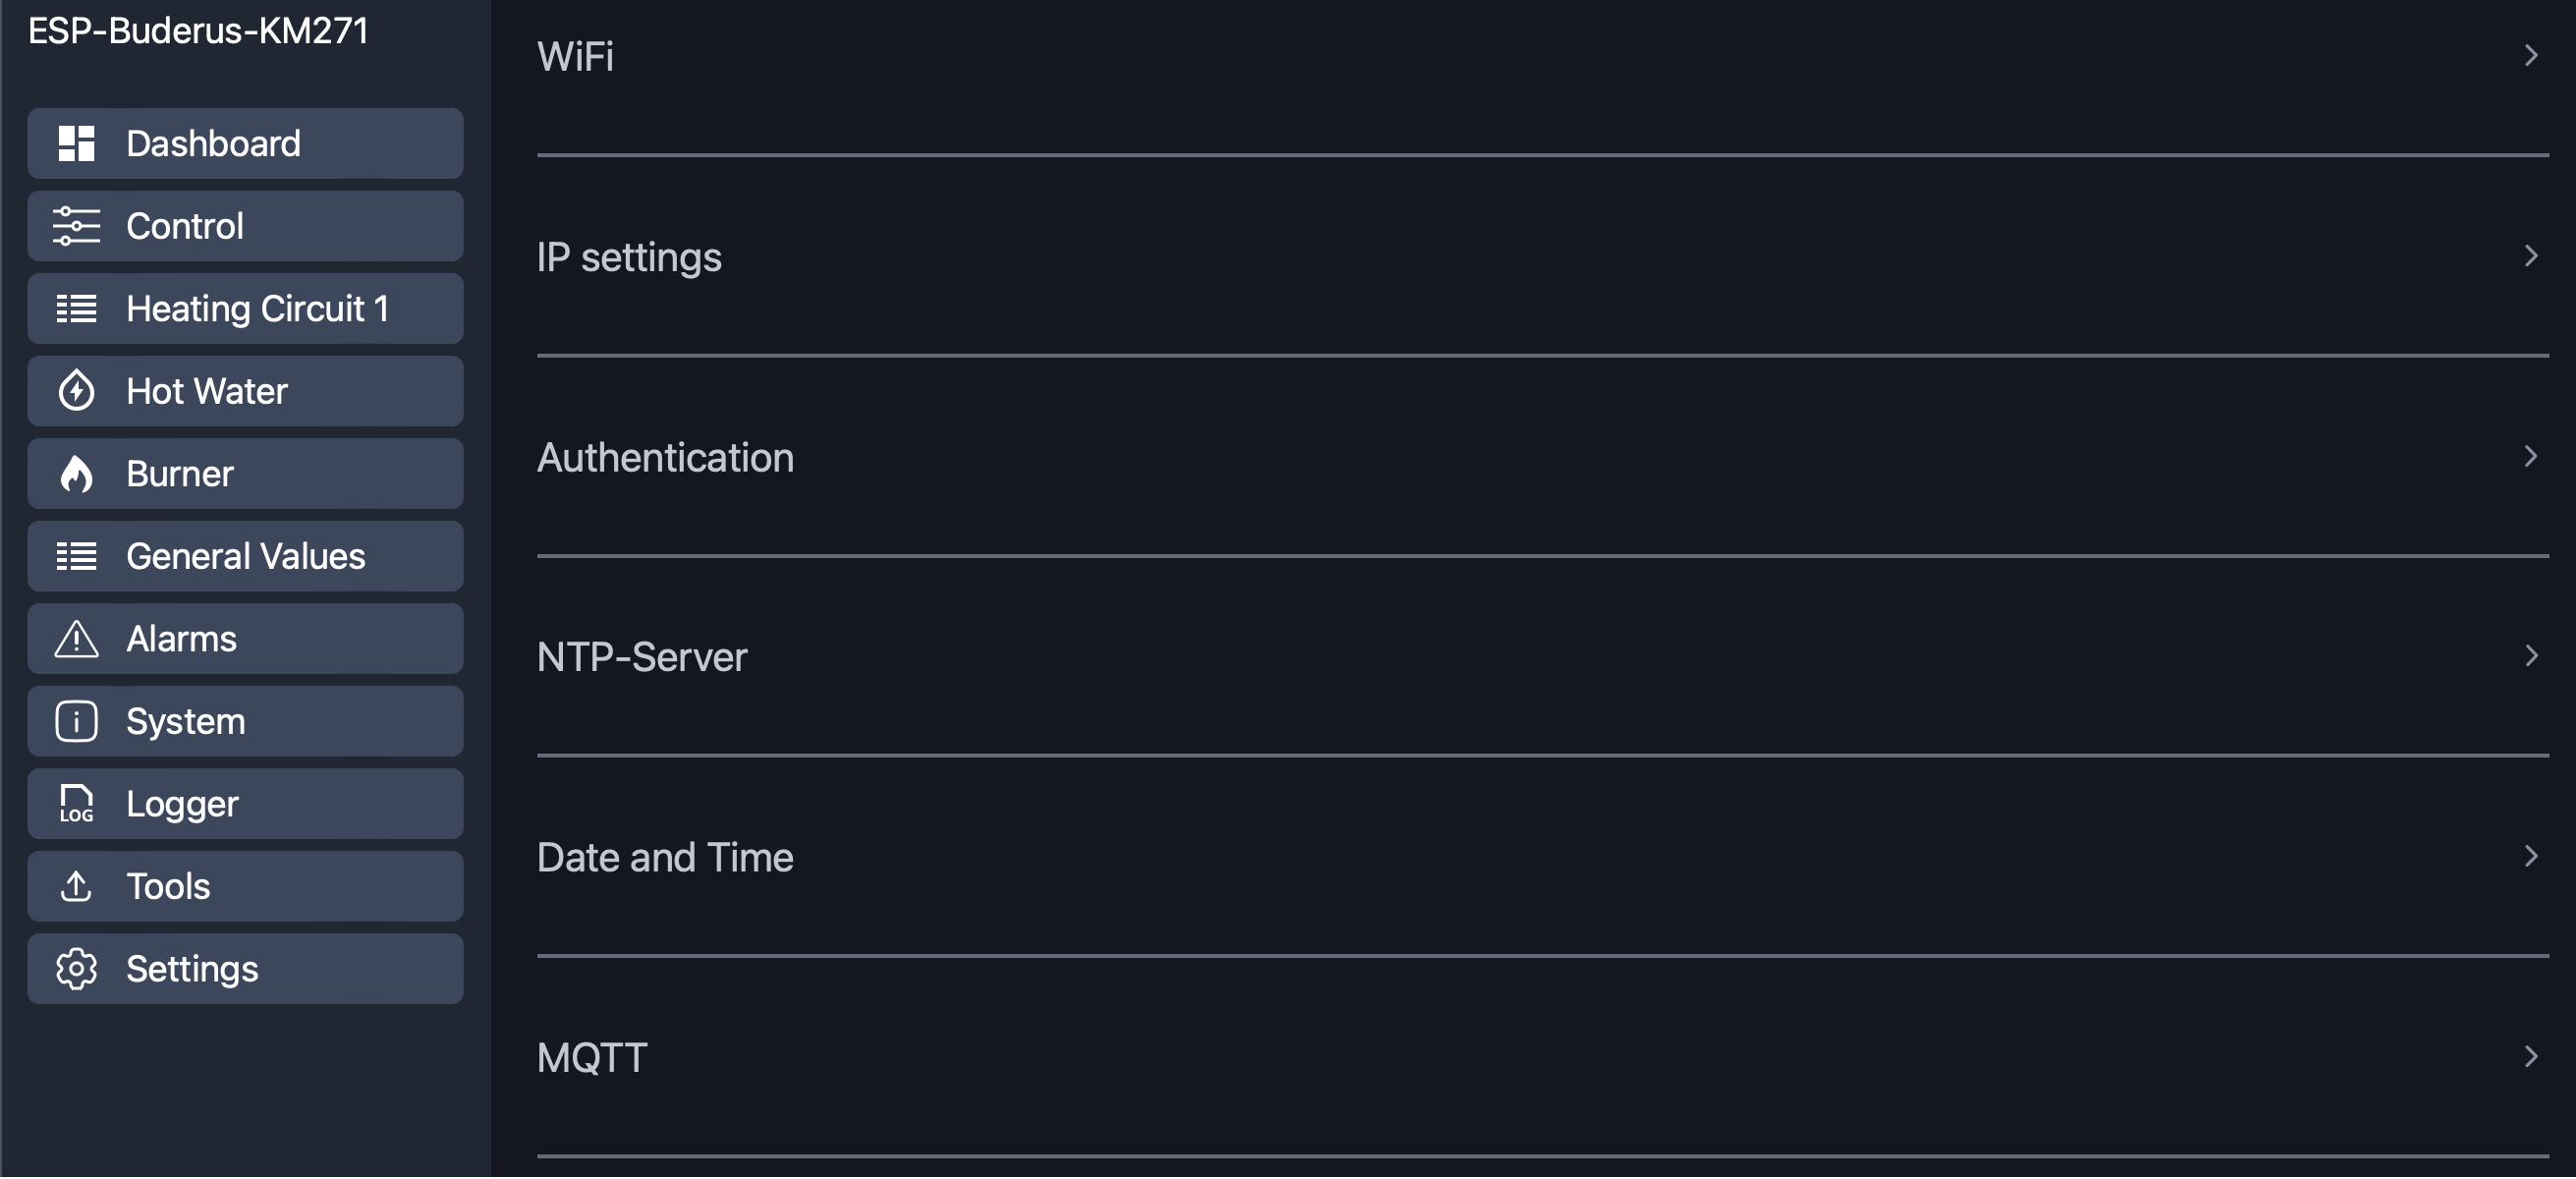 ESP-Buderus-KM271
Dashboard
Control
Heating Circuit 1
Hot Water
Burner
General Values
Alarms
System
LOG Logger
Tools
Settings
WiFi
IP settings
Authentication
NTP-Server
Date and Time
MQTT